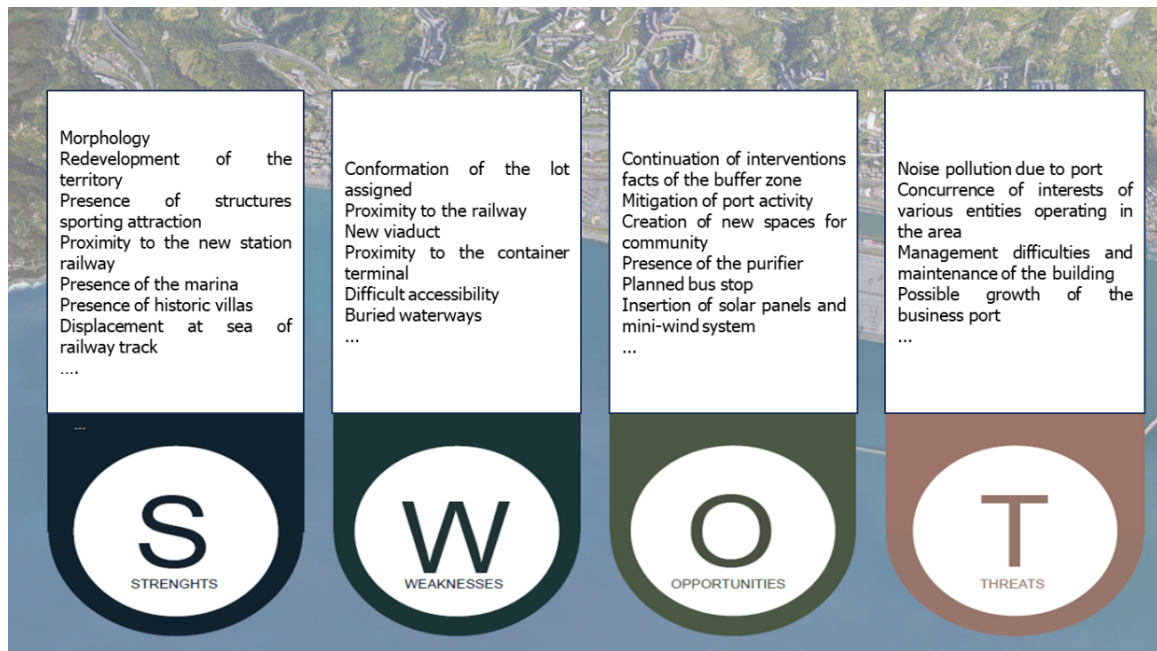 Morphology
Redevelopment of the
territory
Presence of structures
sporting attraction
Proximity to the new station
railway
Presence of the marina
Presence of historic villas
Displacement at sea of
railway track
….
...
S
STRENGHTS
Conformation of the lot
assigned
Proximity to the railway
New viaduct
Proximity to the container
terminal
Difficult accessibility
Buried waterways
...
W
WEAKNESSES
Continuation of interventions
facts of the buffer zone
Mitigation of port activity
Creation of new spaces for
community
Presence of the purifier
Planned bus stop
Insertion of solar panels and
mini-wind system
...
O
OPPORTUNITIES
Noise pollution due to port
Concurrence of interests of
various entities operating in
the area
Management difficulties and
maintenance of the building
Possible growth of the
business port
...
T
THREATS